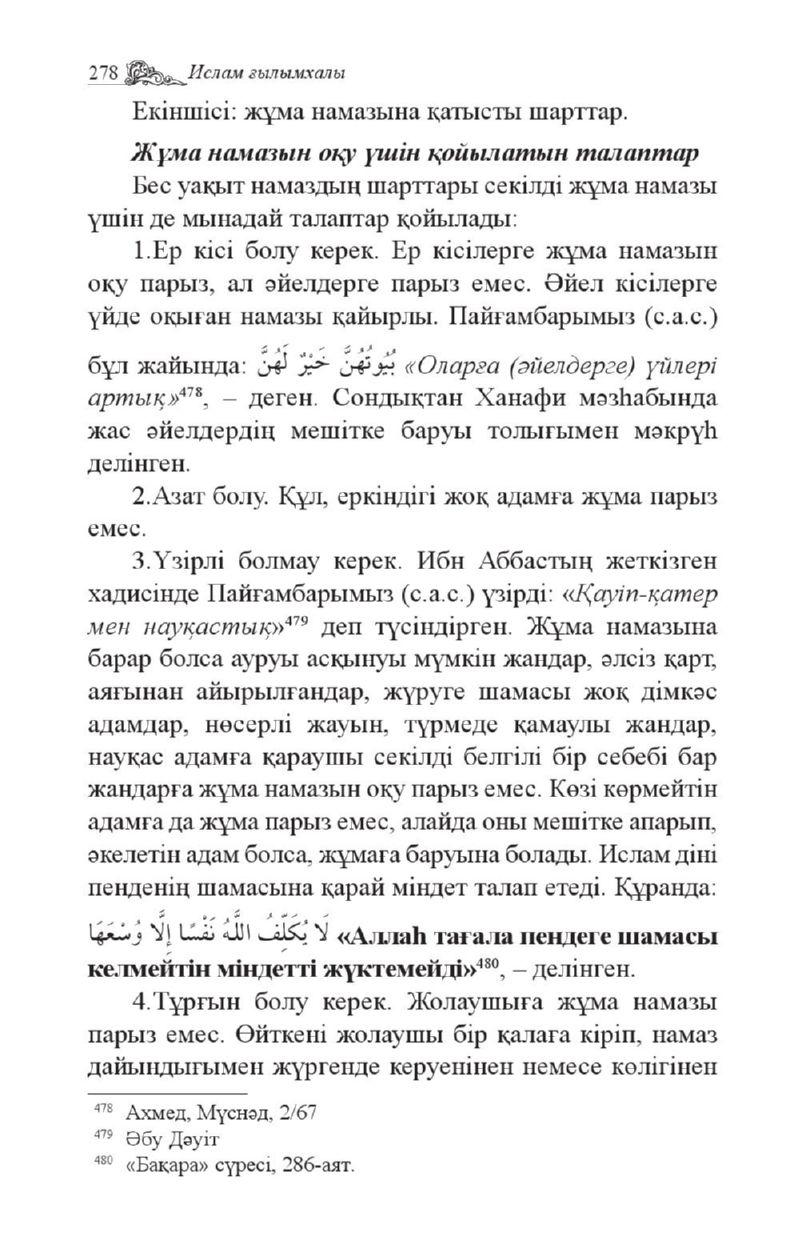 278 Ислам ғылымхалы
Екіншісі: жұма намазына қатысты шарттар.
Жұма намазын оқу үшін қойылатын талаптар
Бес уақыт намаздың шарттары секілді жұма намазы
үшін де мынадай талаптар қойылады:
1.Ер кісі болу керек. Ер кісілерге жұма намазын
оқу парыз, ал әйелдерге парыз емес. Әйел кісілерге
үйде оқыған намазы қайырлы. Пайғамбарымыз (с.а.с.)
бұл жайында: بُيُوتُهُنَّ خَيْرٌ لَهُنَّ «Оларға (әйелдерге) үйлері
артық»⁴⁷⁸, – деген. Сондықтан Ханафи мәзһабында
жас әйелдердің мешітке баруы толығымен мәкрүһ
делінген.
2.Азат болу. Құл, еркіндігі жоқ адамға жұма парыз
емес.
3.Үзірлі болмау керек. Ибн Аббастың жеткізген
хадисінде Пайғамбарымыз (с.а.с.) үзірді: «Қауіп-қатер
мен науқастық»⁴⁷⁹ деп түсіндірген. Жұма намазына
барар болса ауруы асқынуы мүмкін жандар, әлсіз қарт,
аяғынан айырылғандар, жүруге шамасы жоқ дімкәс
адамдар, нөсерлі жауын, түрмеде қамаулы жандар,
науқас адамға қараушы секілді белгілі бір себебі бар
жандарға жұма намазын оқу парыз емес. Көзі көрмейтін
адамға да жұма парыз емес, алайда оны мешітке апарып,
әкелетін адам болса, жұмаға баруына болады. Ислам діні
пенденің шамасына қарай міндет талап етеді. Құранда:
لَا يُكَلِّفُ اللَّهُ نَفْسًا إِلَّا وُسْعَهَا «Аллаһ тағала пендеге шамасы
келмейтін міндетті жүктемейді»⁴⁸⁰, – делінген.
4.Тұрғын болу керек. Жолаушыға жұма намазы
парыз емес. Өйткені жолаушы бір қалаға кіріп, намаз
дайындығымен жүргенде керуенінен немесе көлігінен
⁴⁷⁸ Ахмед, Мүснәд, 2/67
⁴⁷⁹ Әбу Дәуіт
⁴⁸⁰ «Бақара» сүресі, 286-аят.